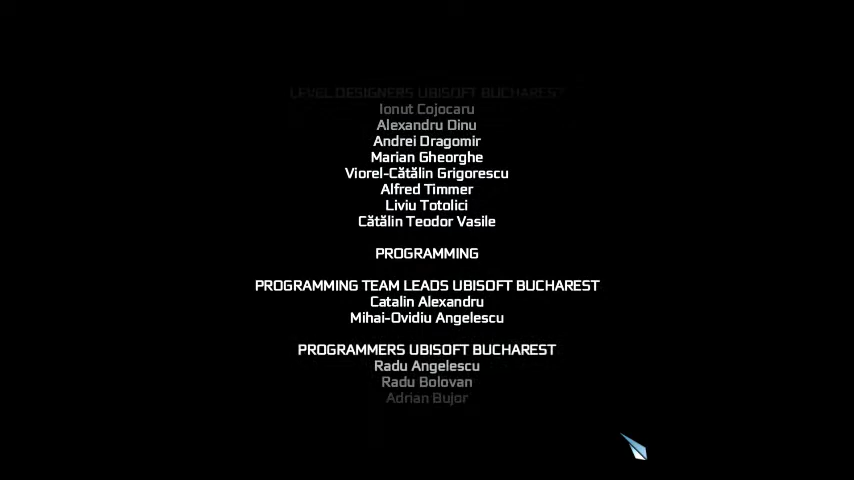 LEVEL DESIGNERS UBISOFT BUCHAREST
Ionut Cojocaru
Alexandru Dinu
Andrei Dragomir
Marian Gheorghe
Viorel-Cătălin Grigorescu
Alfred Timmer
Liviu Totolici
Cătălin Teodor Vasile
PROGRAMMING
PROGRAMMING TEAM LEADS UBISOFT BUCHAREST
Catalin Alexandru
Mihai-Ovidiu Angelescu
PROGRAMMERS UBISOFT BUCHAREST
Radu Angelescu
Radu Bolovan
Adrian Bujor